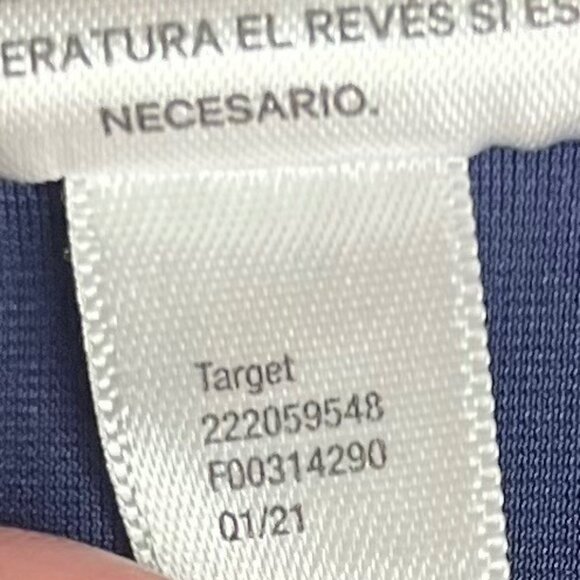 ERATURA EL REVÉS SI ES
NECESARIO.
Target
222059548
F00314290
Q1/21